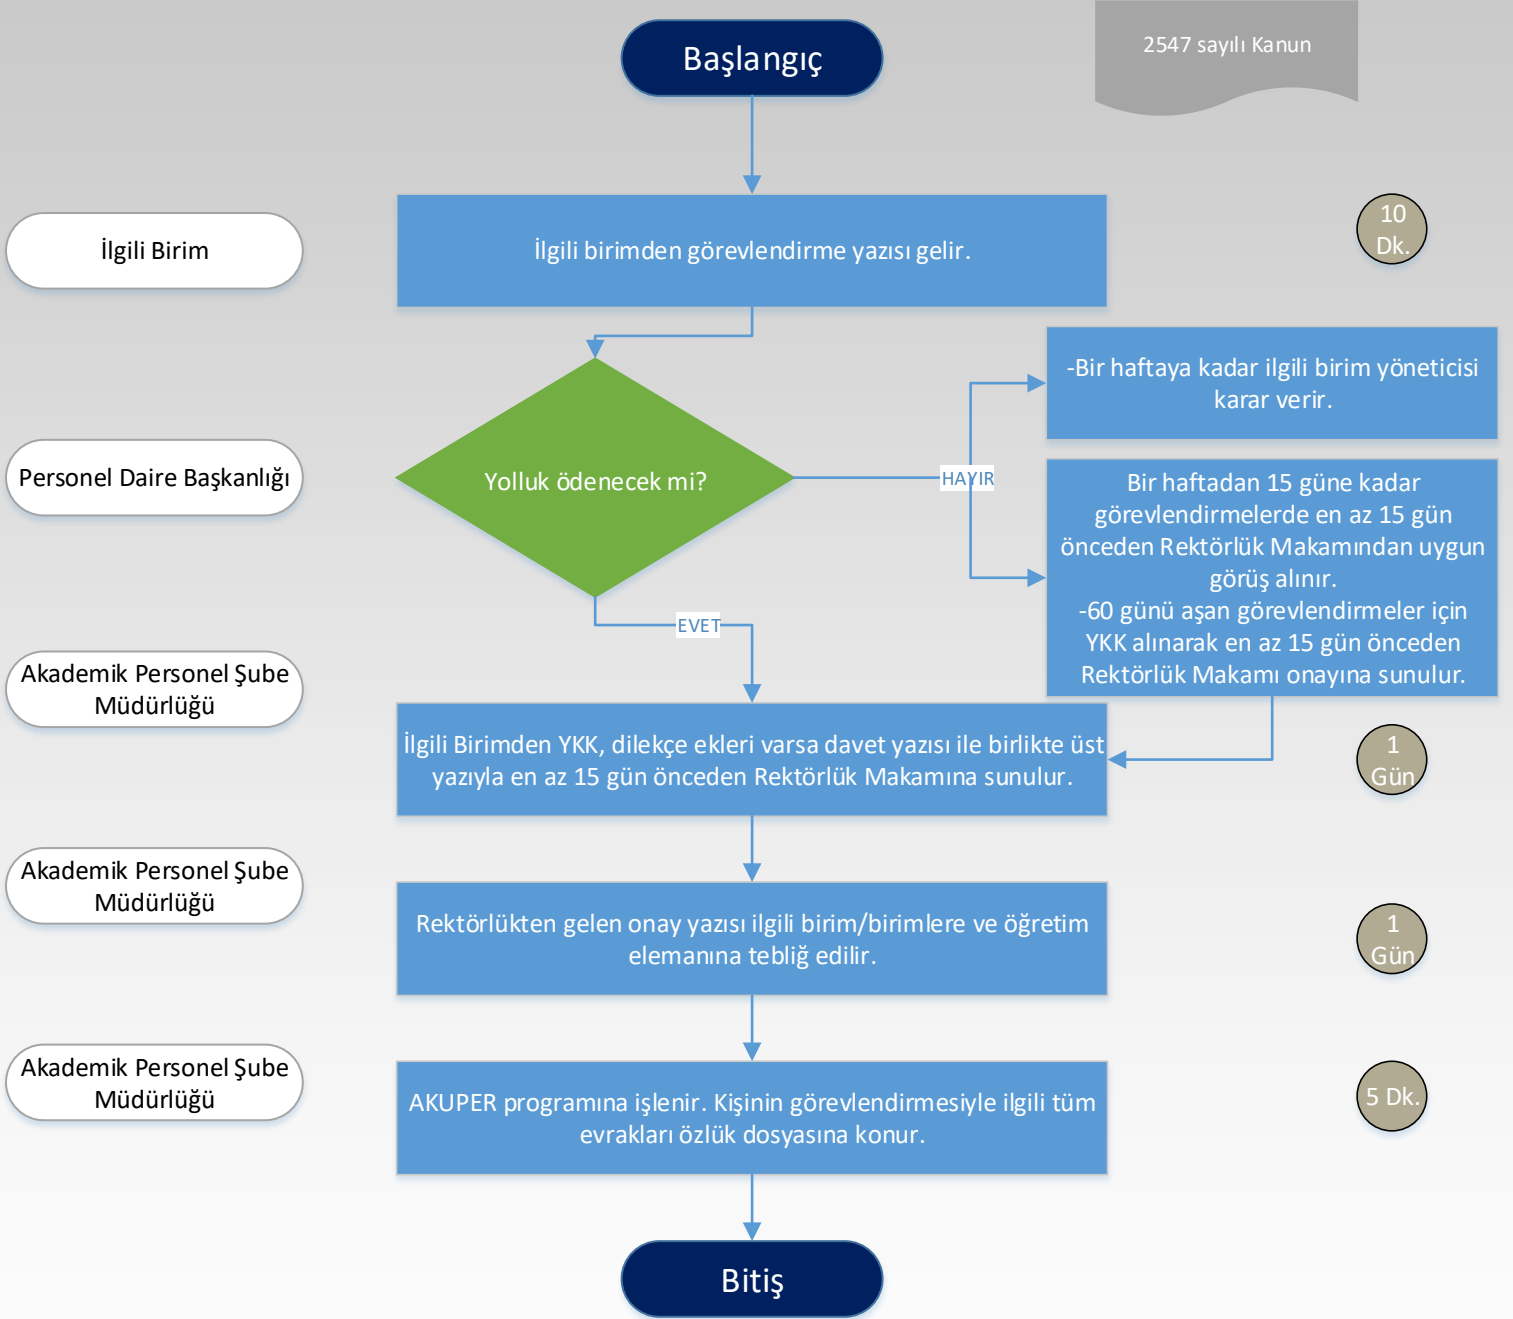 Başlangıç
2547 sayılı Kanun
İlgili Birim
İlgili birimden görevlendirme yazısı gelir.
10
Dk.
-Bir haftaya kadar ilgili birim yöneticisi
karar verir.
Personel Daire Başkanlığı
Yolluk ödenecek mi?
HAYIR
Bir haftadan 15 güne kadar
görevlendirmelerde en az 15 gün
önceden Rektörlük Makamından uygun
görüş alınır.
-60 günü aşan görevlendirmeler için
YKK alınarak en az 15 gün önceden
Rektörlük Makamı onayına sunulur.
EVET
Akademik Personel Şube
Müdürlüğü
İlgili Birimden YKK, dilekçe ekleri varsa davet yazısı ile birlikte üst
yazıyla en az 15 gün önceden Rektörlük Makamına sunulur.
1
Gün
Akademik Personel Şube
Müdürlüğü
Rektörlükten gelen onay yazısı ilgili birim/birimlere ve öğretim
elemanına tebliğ edilir.
1
Gün
Akademik Personel Şube
Müdürlüğü
AKUPER programına işlenir. Kişinin görevlendirmesiyle ilgili tüm
evrakları özlük dosyasına konur.
5 Dk.
Bitiş